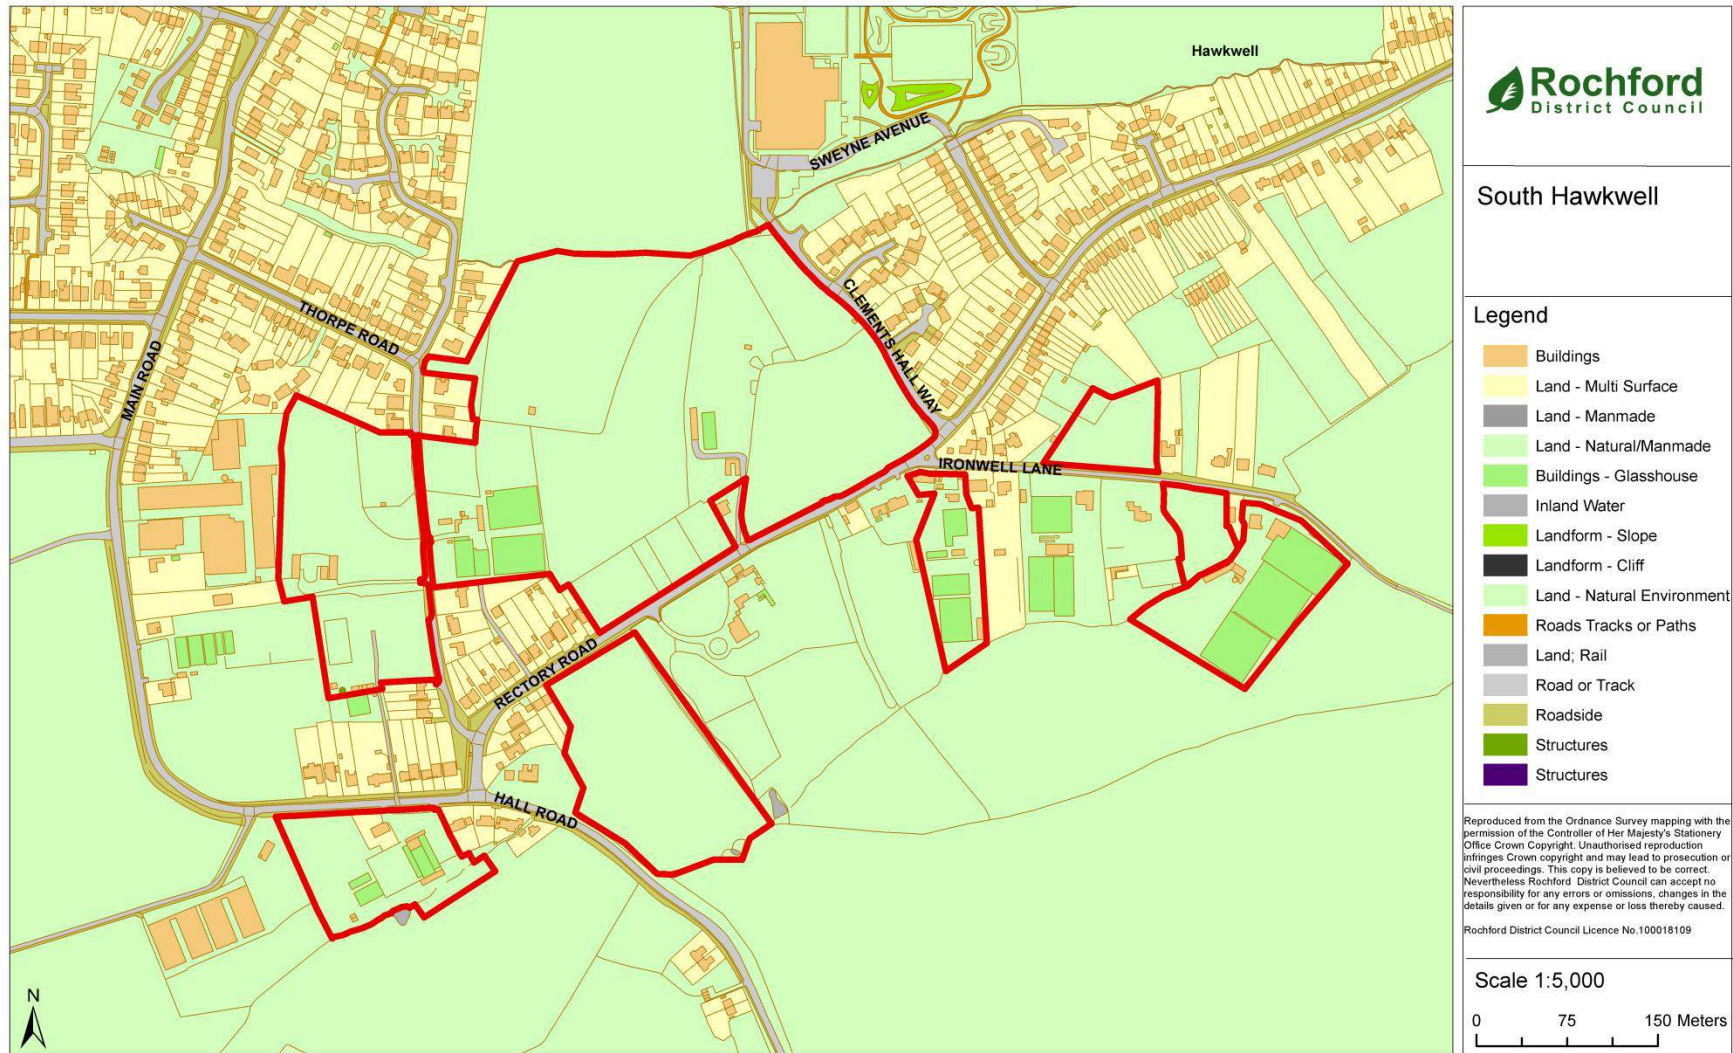 Hawkwell
SWEYNE AVENUE
CLEMENTS HALL WAY
THORPE ROAD
MAIN ROAD
IRONWELL LANE
RECTORY ROAD
HALL ROAD
N
Rochford
District Council
South Hawkwell
Legend
Buildings
Land - Multi Surface
Land - Manmade
Land - Natural/Manmade
Buildings - Glasshouse
Inland Water
Landform - Slope
Landform - Cliff
Land - Natural Environment
Roads Tracks or Paths
Land; Rail
Road or Track
Roadside
Structures
Structures
Reproduced from the Ordnance Survey mapping with the
permission of the Controller of Her Majesty's Stationery
Office Crown Copyright. Unauthorised reproduction
infringes Crown copyright and may lead to prosecution or
civil proceedings. This copy is believed to be correct.
Nevertheless Rochford District Council can accept no
responsibility for any errors or omissions, changes in the
details given or for any expense or loss thereby caused.
Rochford District Council Licence No.100018109
Scale 1:5,000
0 75 150 Meters